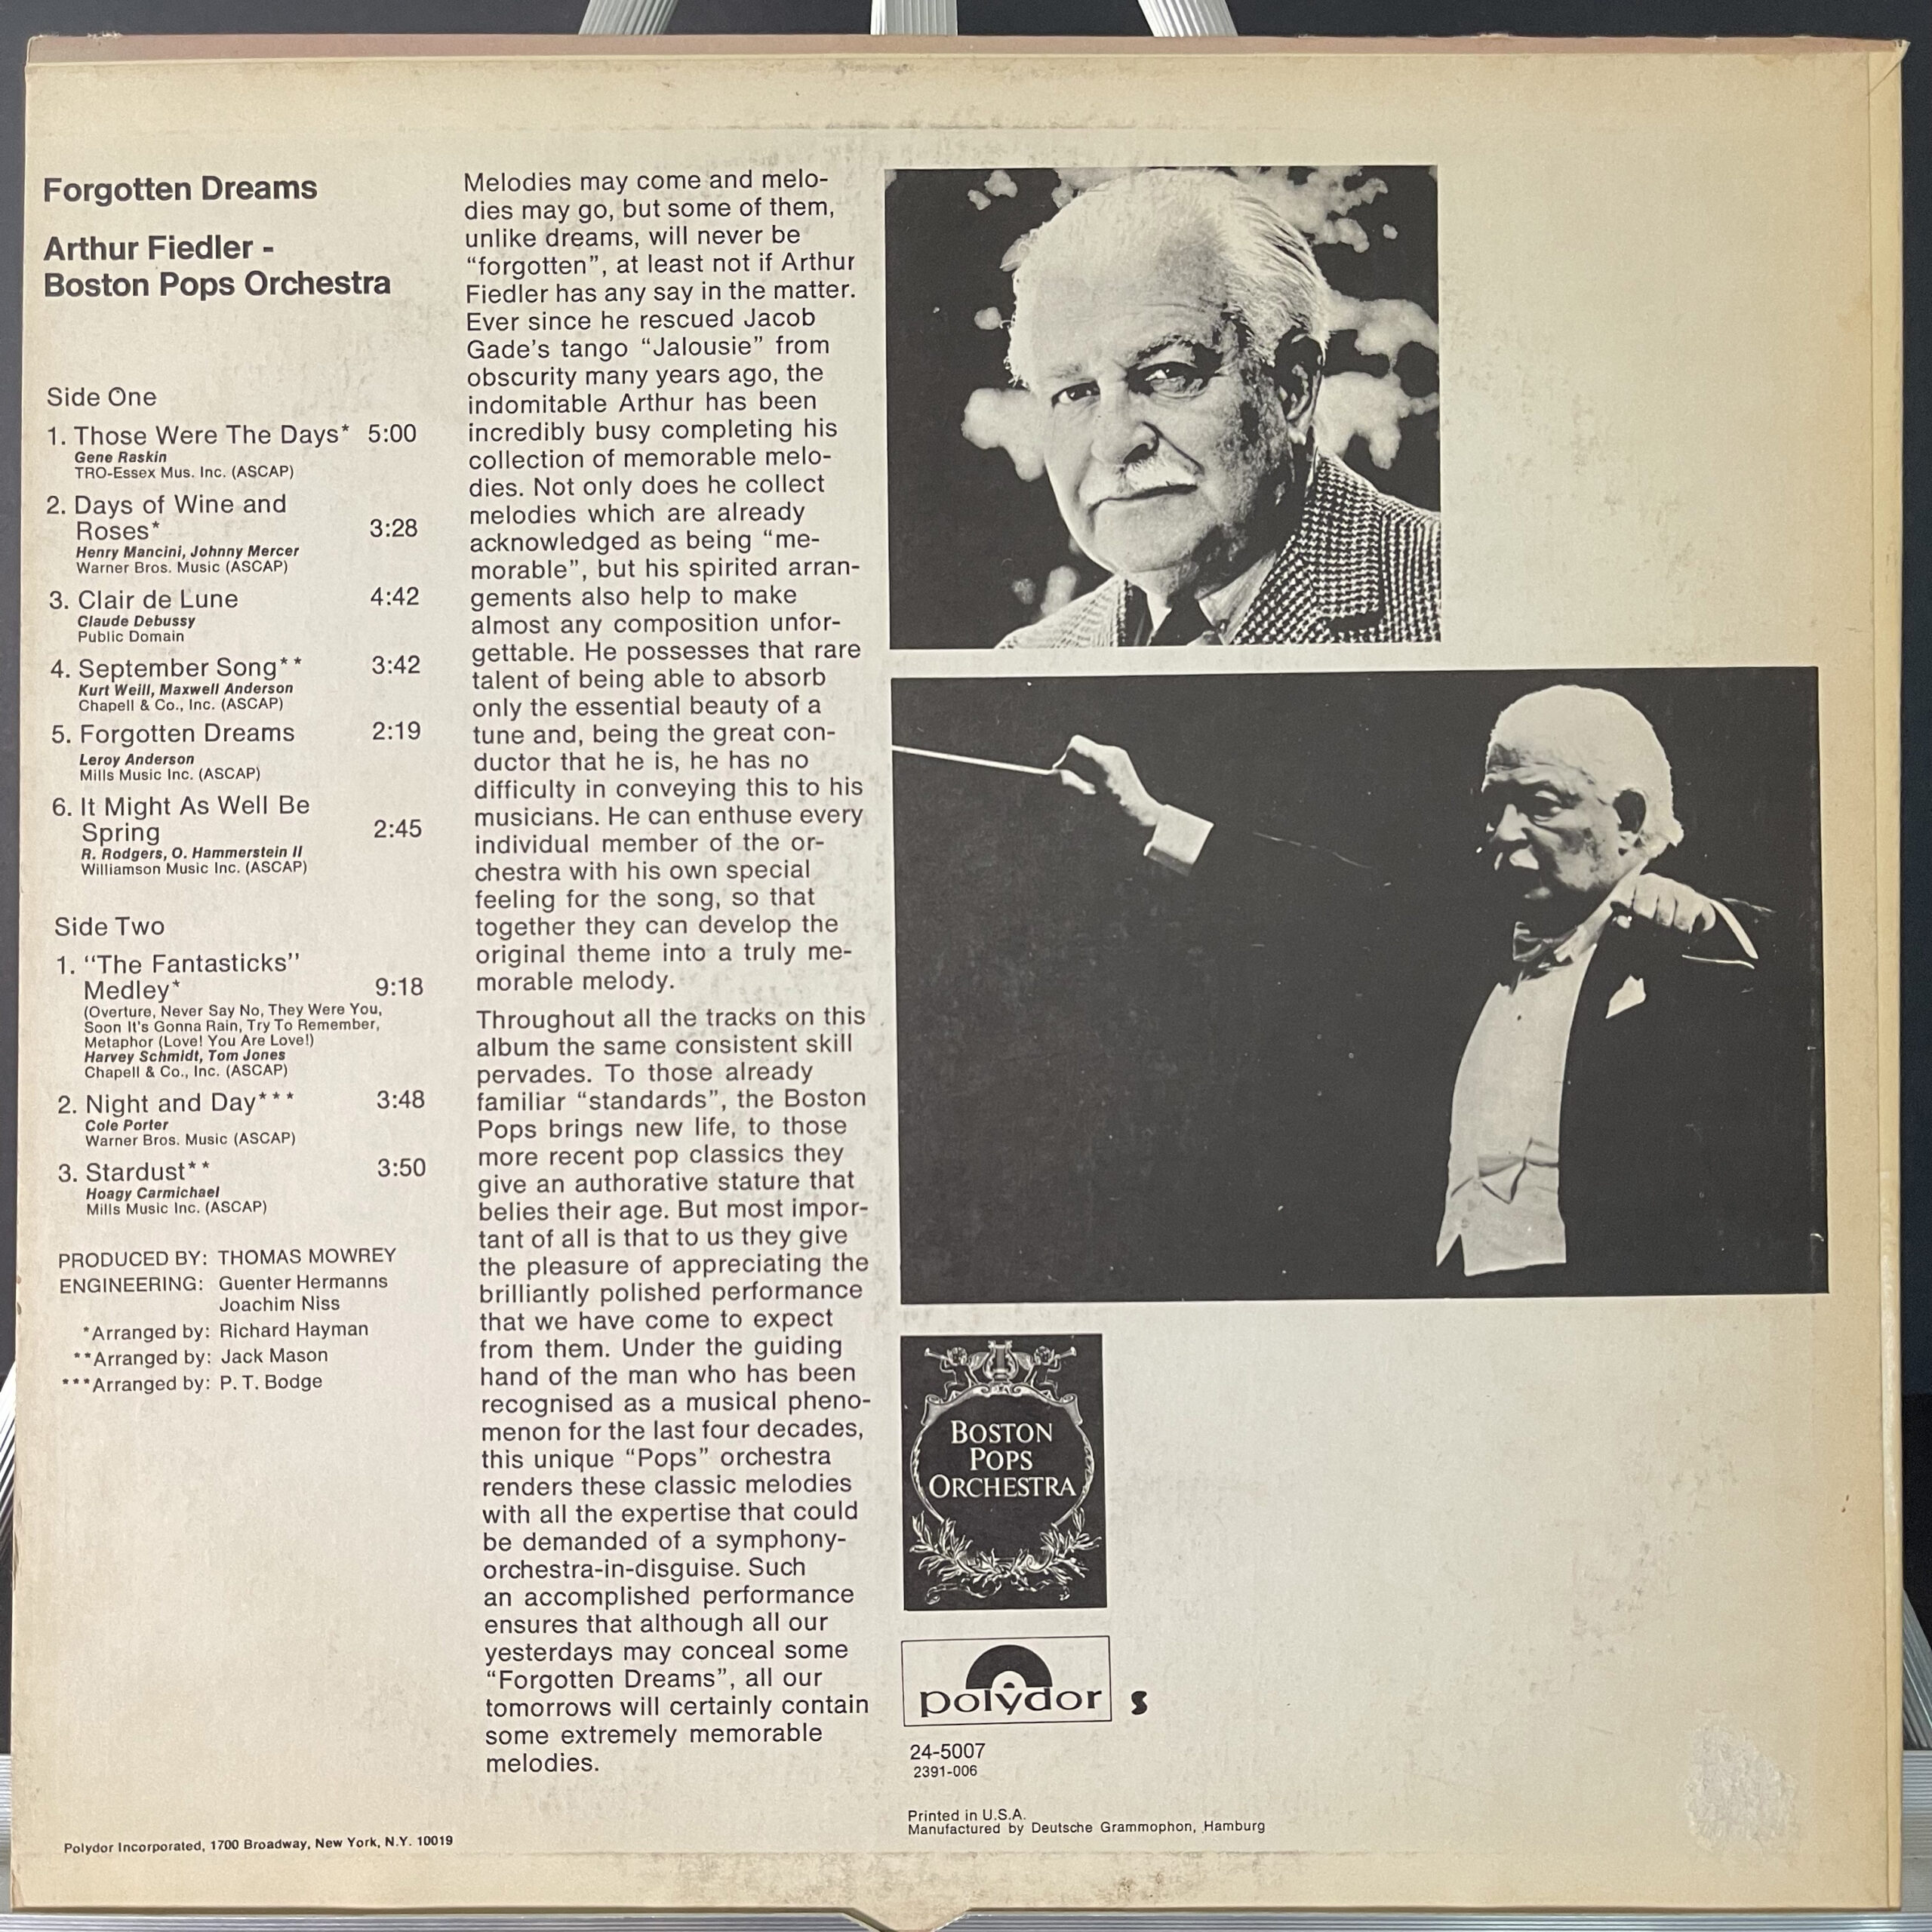 Forgotten Dreams
Arthur Fiedler -
Boston Pops Orchestra
Side One
1. Those Were The Days* 5:00
Gene Raskin
TRO-Essex Mus. Inc. (ASCAP)
2. Days of Wine and
Roses* 3:28
Henry Mancini, Johnny Mercer
Warner Bros. Music (ASCAP)
3. Clair de Lune 4:42
Claude Debussy
Public Domain
4. September Song** 3:42
Kurt Weill, Maxwell Anderson
Chapell & Co., Inc. (ASCAP)
5. Forgotten Dreams 2:19
Leroy Anderson
Mills Music Inc. (ASCAP)
6. It Might As Well Be
Spring 2:45
R. Rodgers, O. Hammerstein II
Williamson Music Inc. (ASCAP)
Side Two
1. "The Fantasticks"
Medley* 9:18
(Overture, Never Say No, They Were You,
Soon It's Gonna Rain, Try To Remember,
Metaphor (Love! You Are Love!)
Harvey Schmidt, Tom Jones
Chapell & Co., Inc. (ASCAP)
2. Night and Day*** 3:48
Cole Porter
Warner Bros. Music (ASCAP)
3. Stardust** 3:50
Hoagy Carmichael
Mills Music Inc. (ASCAP)
PRODUCED BY: THOMAS MOWREY
ENGINEERING: Guenter Hermanns
Joachim Niss
*Arranged by: Richard Hayman
**Arranged by: Jack Mason
***Arranged by: P. T. Bodge
Polydor Incorporated, 1700 Broadway, New York, N.Y. 10019
Melodies may come and melo-
dies may go, but some of them,
unlike dreams, will never be
“forgotten”, at least not if Arthur
Fiedler has any say in the matter.
Ever since he rescued Jacob
Gade's tango “Jalousie” from
obscurity many years ago, the
indomitable Arthur has been
incredibly busy completing his
collection of memorable melo-
dies. Not only does he collect
melodies which are already
acknowledged as being “me-
morable”, but his spirited arran-
gements also help to make
almost any composition unfor-
gettable. He possesses that rare
talent of being able to absorb
only the essential beauty of a
tune and, being the great con-
ductor that he is, he has no
difficulty in conveying this to his
musicians. He can enthuse every
individual member of the or-
chestra with his own special
feeling for the song, so that
together they can develop the
original theme into a truly me-
morable melody.
Throughout all the tracks on this
album the same consistent skill
pervades. To those already
familiar “standards”, the Boston
Pops brings new life, to those
more recent pop classics they
give an authorative stature that
belies their age. But most impor-
tant of all is that to us they give
the pleasure of appreciating the
brilliantly polished performance
that we have come to expect
from them. Under the guiding
hand of the man who has been
recognised as a musical pheno-
menon for the last four decades,
this unique “Pops” orchestra
renders these classic melodies
with all the expertise that could
be demanded of a symphony-
orchestra-in-disguise. Such
an accomplished performance
ensures that although all our
yesterdays may conceal some
“Forgotten Dreams”, all our
tomorrows will certainly contain
some extremely memorable
melodies.
BOSTON
POPS
ORCHESTRA
polydor S
24-5007
2391-006
Printed in U.S.A.
Manufactured by Deutsche Grammophon, Hamburg